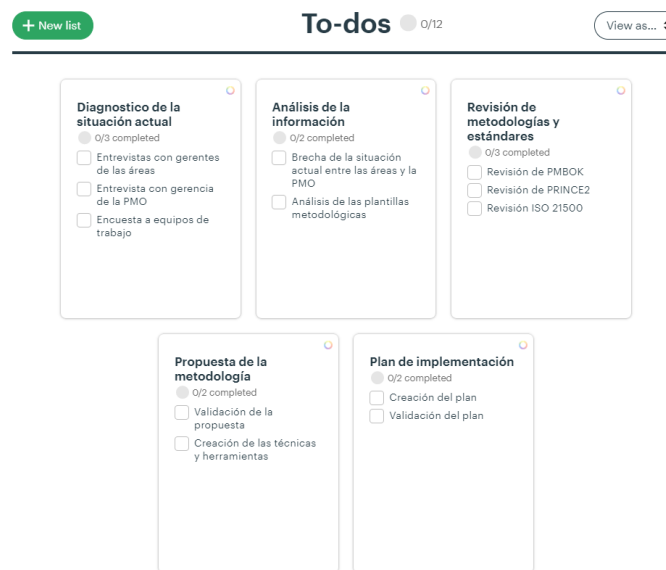 + New list
To-dos 0/12
View as...
Diagnostico de la
situación actual
0/3 completed
Entrevistas con gerentes
de las áreas
Entrevista con gerencia
de la PMO
Encuesta a equipos de
trabajo
Análisis de la
información
0/2 completed
Brecha de la situación
actual entre las áreas y la
PMO
Análisis de las plantillas
metodológicas
Revisión de
metodologías y
estándares
0/3 completed
Revisión de PMBOK
Revisión de PRINCE2
Revisión ISO 21500
Propuesta de la
metodología
0/2 completed
Validación de la
propuesta
Creación de las técnicas
y herramientas
Plan de implementación
0/2 completed
Creación del plan
Validación del plan